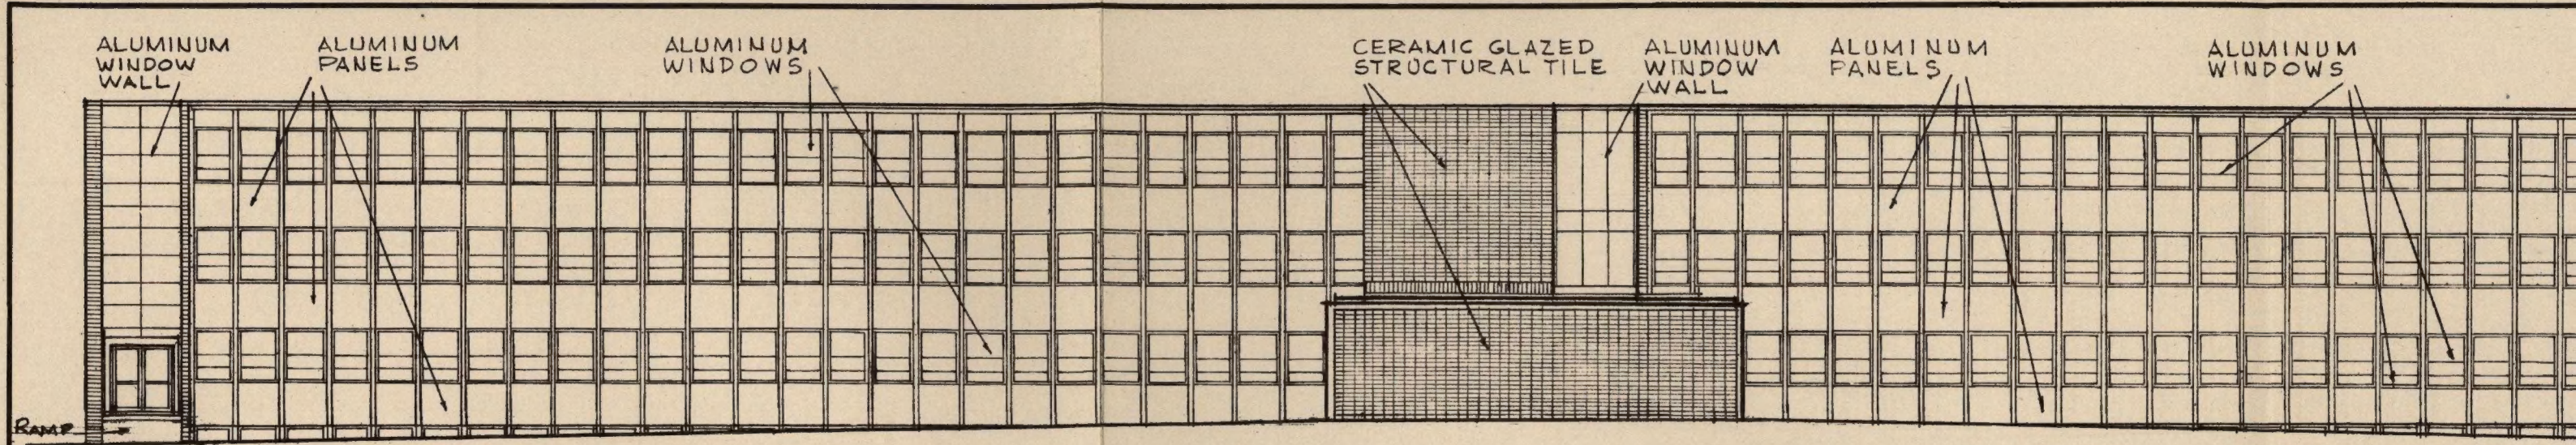 ALUMINUM
WINDOW
WALL
ALUMINUM
PANELS
ALUMINUM
WINDOWS
CERAMIC GLAZED
STRUCTURAL TILE
ALUMINUM
WINDOW
WALL
ALUMINUM
PANELS
ALUMINUM
WINDOWS
RAMP